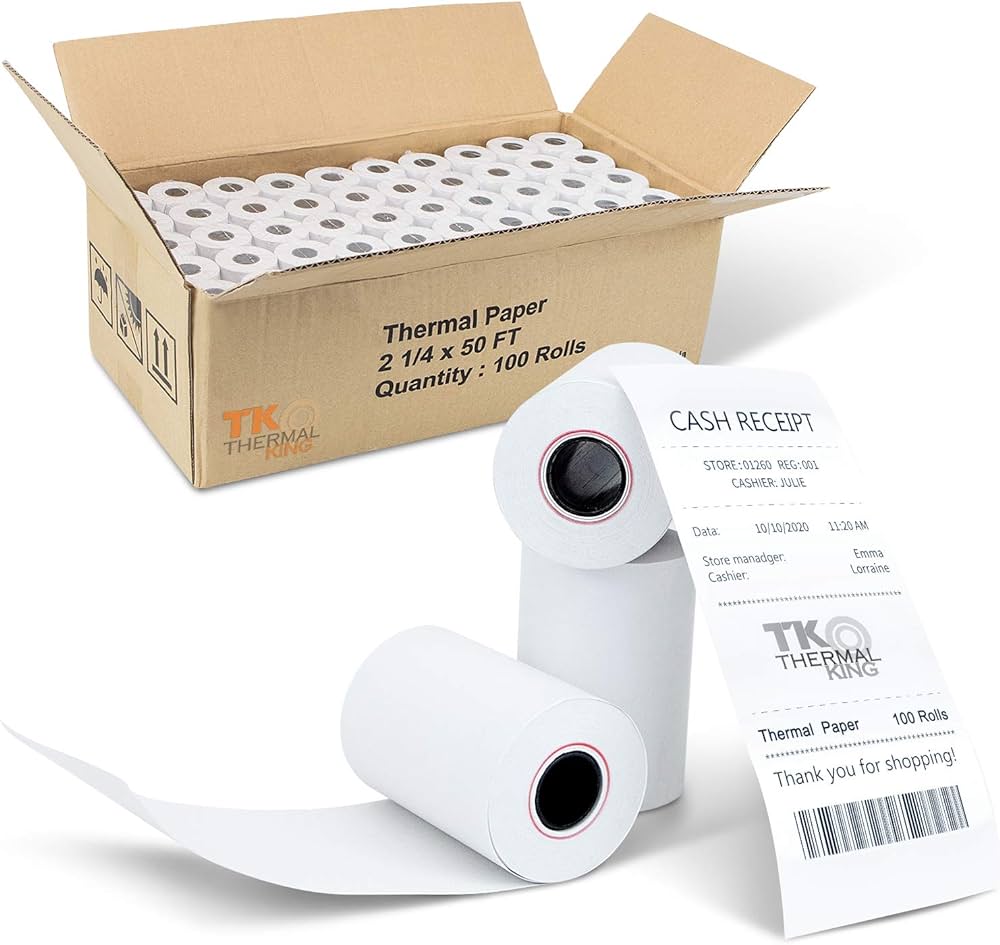 Thermal Paper
2 1/4 x 50 FT
Quantity : 100 Rolls
TK
THERMAL
KING
CASH RECEIPT
STORE:01260 REG:001
CASHIER: JULIE
Data: 10/10/2020 11:20 AM
Store manadger: Emma
Cashier: Lorraine
*****************************************
TK
THERMAL
KING
Thermal Paper 100 Rolls
*****************************************
Thank you for shopping!